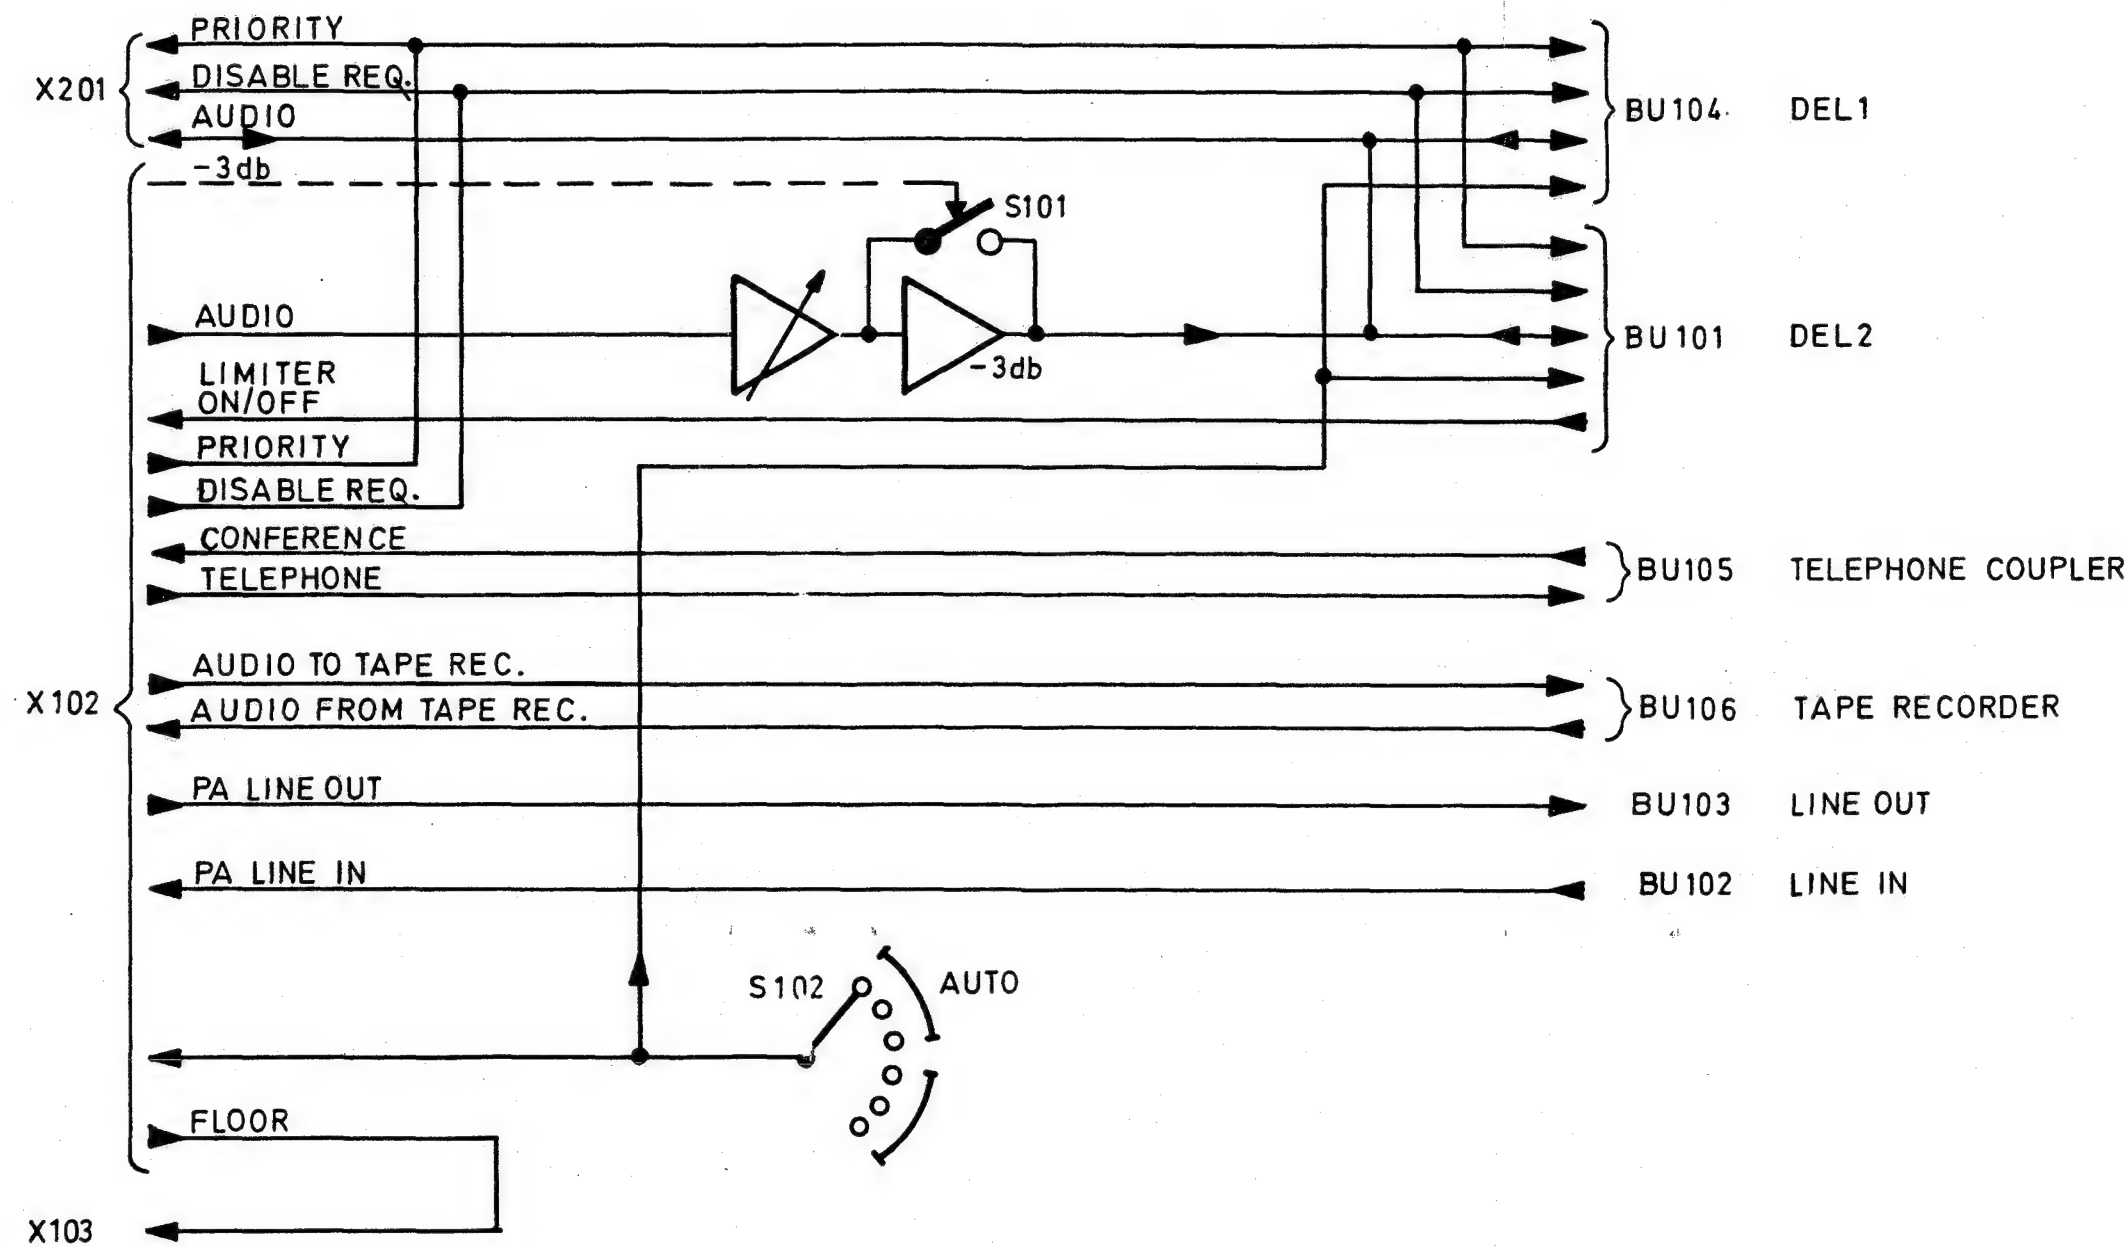 PRIORITY
X201
DISABLE REQ.
AUDIO
BU104
DEL1
-3db
S101
AUDIO
-3db
BU101
DEL2
LIMITER
ON/OFF
PRIORITY
DISABLE REQ.
CONFERENCE
TELEPHONE
BU105
TELEPHONE COUPLER
AUDIO TO TAPE REC.
X102
AUDIO FROM TAPE REC.
BU106
TAPE RECORDER
PA LINE OUT
BU103
LINE OUT
PA LINE IN
BU102
LINE IN
S102
AUTO
FLOOR
X103